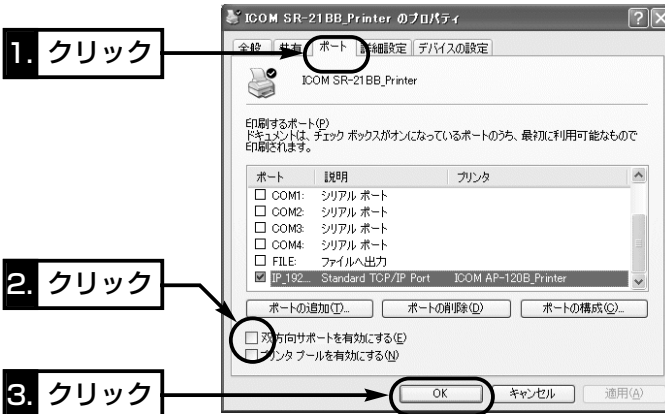 ICOM SR-21BB_Printer のプロパティ
全般 共有 ポート 詳細設定 デバイスの設定
1. クリック
ICOM SR-21BB_Printer
印刷するポート(P)
ドキュメントは、チェック ボックスがオンになっているポートのうち、最初に利用可能なもので
印刷されます。
ポート 説明 プリンタ
COM1: シリアル ポート
COM2: シリアル ポート
COM3: シリアル ポート
COM4: シリアル ポート
FILE: ファイルへ出力
IP_192... Standard TCP/IP Port ICOM AP-120B_Printer
2. クリック
ポートの追加(T)... ポートの削除(D) ポートの構成(C)...
双方向サポートを有効にする(E)
プリンタ プールを有効にする(N)
3. クリック
OK キャンセル 適用(A)